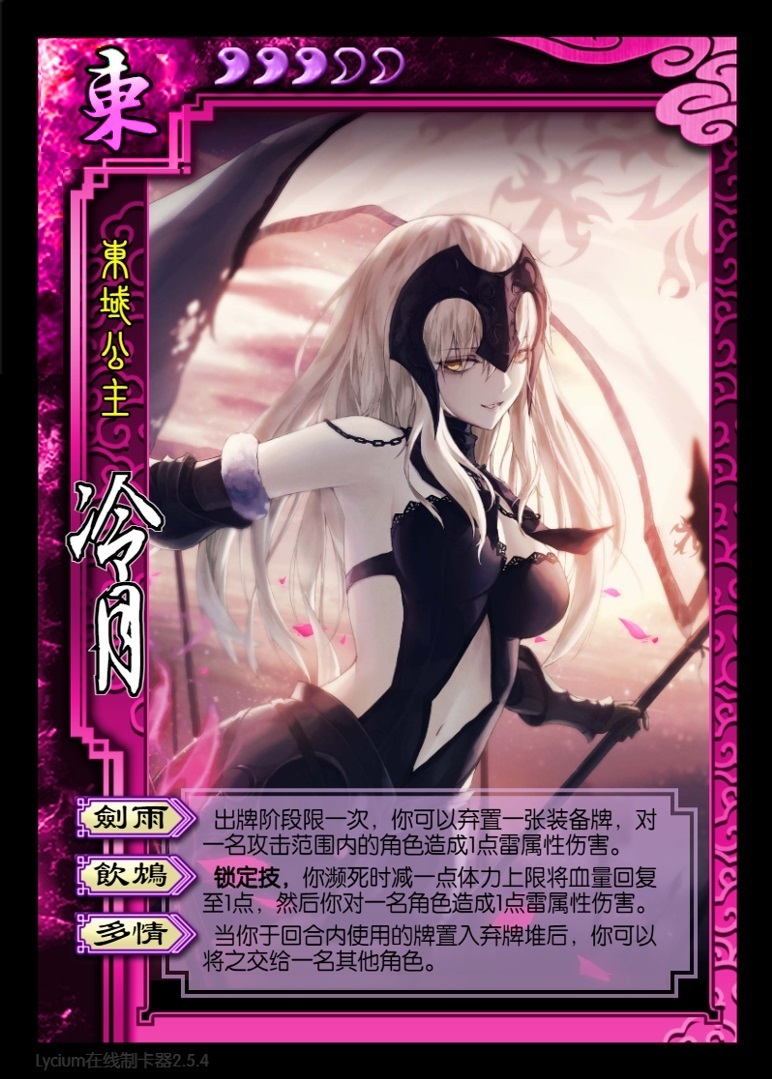 東
東域公主
冷月
劍雨
出牌阶段限一次，你可以弃置一张装备牌，对
一名攻击范围内的角色造成1点雷属性伤害。
飲鴆
锁定技，你濒死时减一点体力上限将血量回复
至1点，然后你对一名角色造成1点雷属性伤害。
多情
当你于回合内使用的牌置入弃牌堆后，你可以
将之交给一名其他角色。
Lycium在线制卡器2.5.4